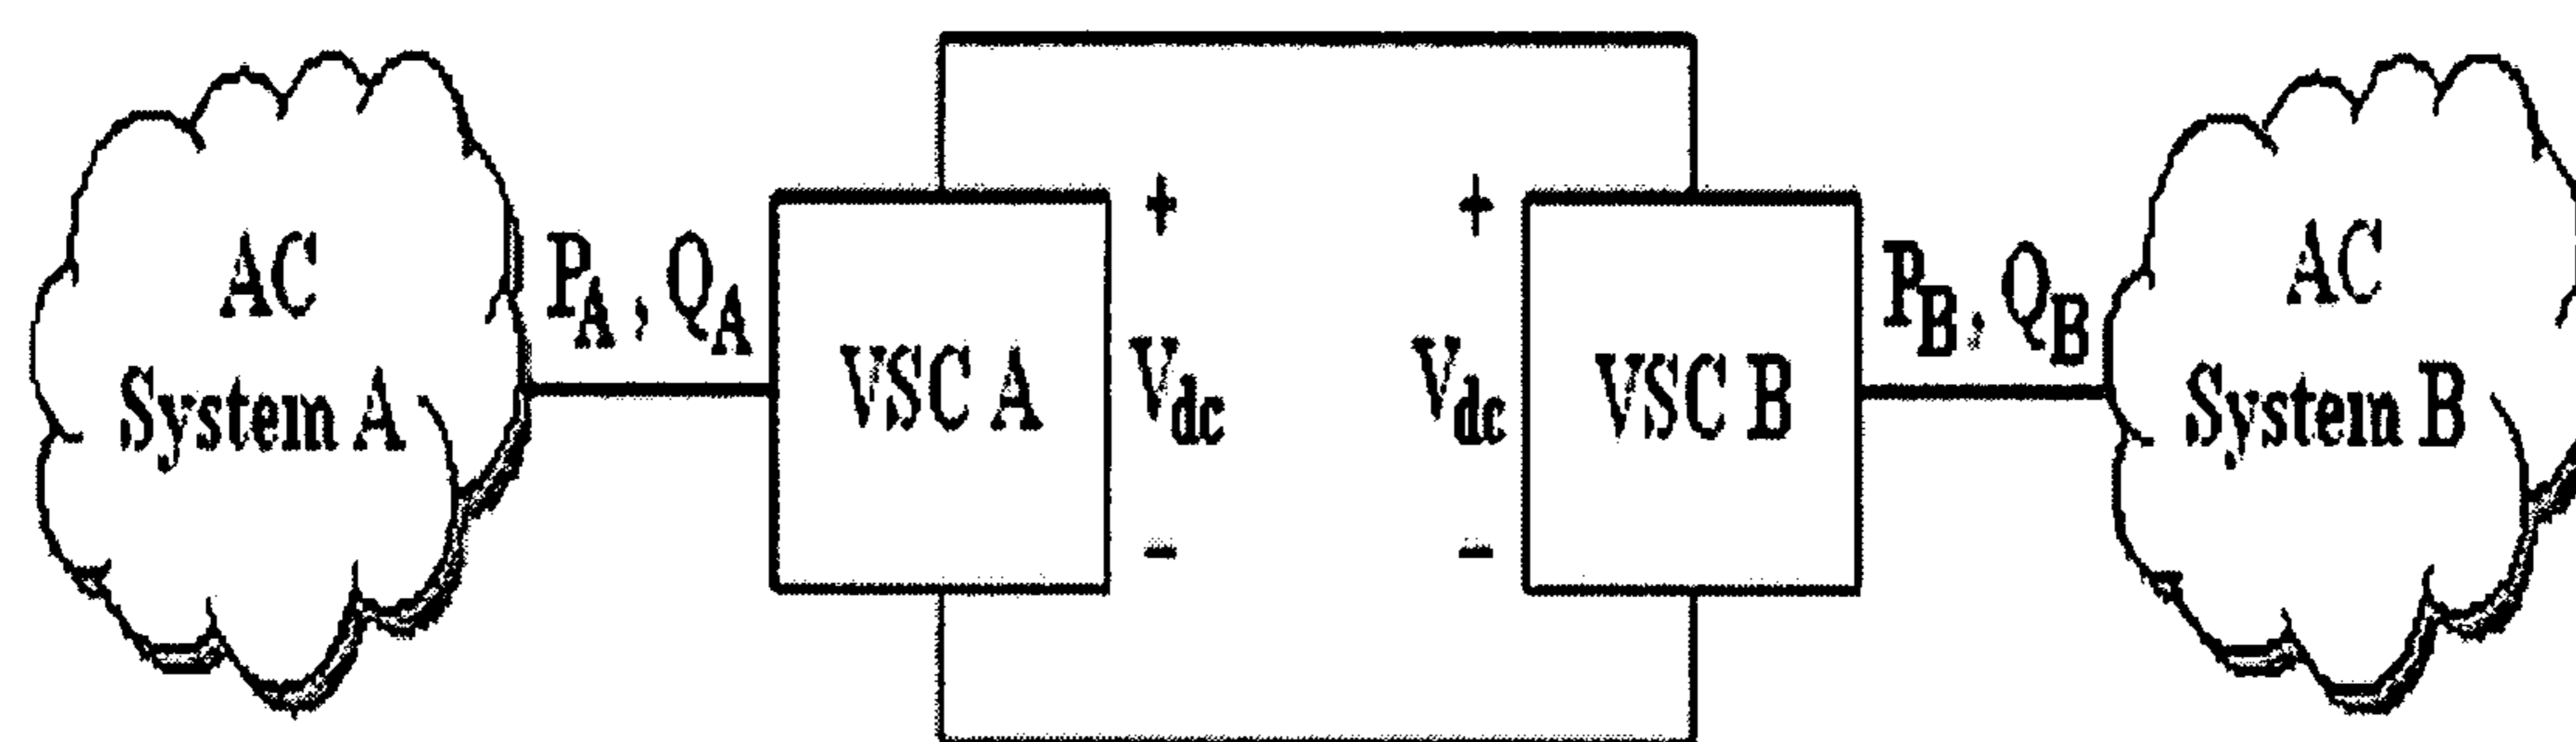 AC
System A
P_A, Q_A
VSC A
+
V_dc
−
+
V_dc
−
VSC B
P_B, Q_B
AC
System B